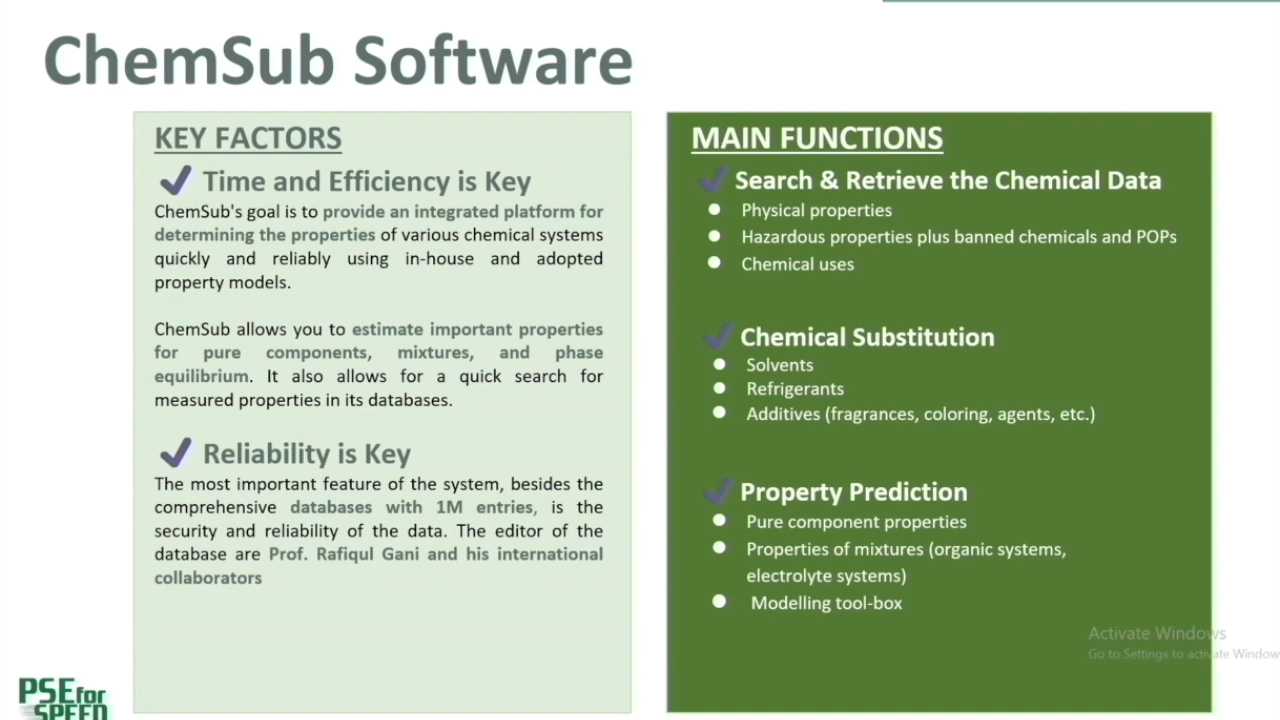 ChemSub Software
KEY FACTORS
Time and Efficiency is Key
ChemSub's goal is to provide an integrated platform for
determining the properties of various chemical systems
quickly and reliably using in-house and adopted
property models.
ChemSub allows you to estimate important properties
for pure components, mixtures, and phase
equilibrium. It also allows for a quick search for
measured properties in its databases.
Reliability is Key
The most important feature of the system, besides the
comprehensive databases with 1M entries, is the
security and reliability of the data. The editor of the
database are Prof. Rafiqul Gani and his international
collaborators
MAIN FUNCTIONS
Search & Retrieve the Chemical Data
Physical properties
Hazardous properties plus banned chemicals and POPs
Chemical uses
Chemical Substitution
Solvents
Refrigerants
Additives (fragrances, coloring, agents, etc.)
Property Prediction
Pure component properties
Properties of mixtures (organic systems,
electrolyte systems)
Modelling tool-box
Activate Windows
Go to Settings to activate Window
PSE for
SPEED